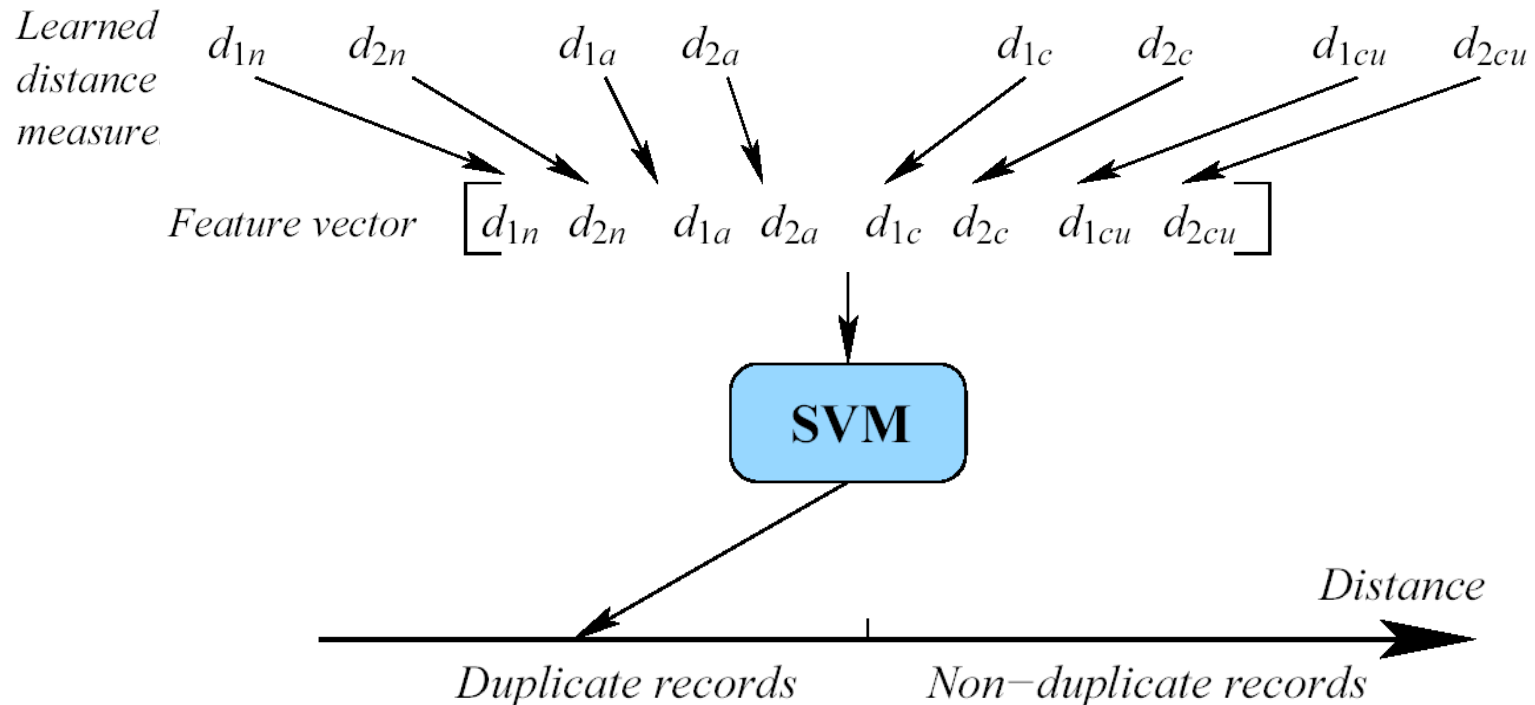 Learned
distance
measure
d1n d2n d1a d2a d1c d2c d1cu d2cu
Feature vector [d1n d2n d1a d2a d1c d2c d1cu d2cu]
SVM
Distance
Duplicate records Non−duplicate records